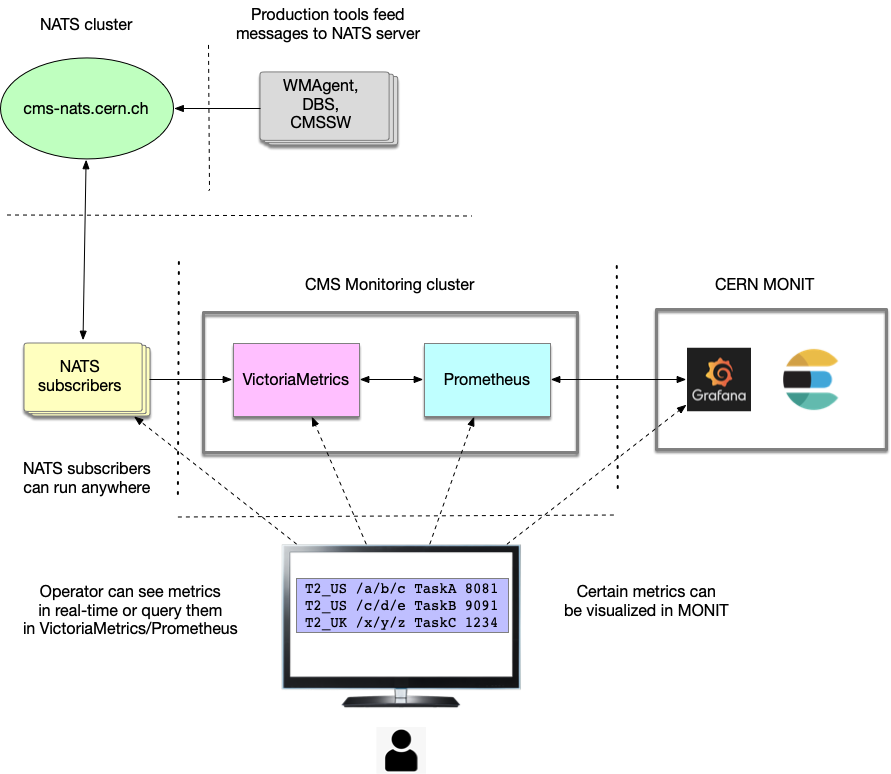 NATS cluster
Production tools feed
messages to NATS server
cms-nats.cern.ch
WMAgent,
DBS,
CMSSW
CMS Monitoring cluster
CERN MONIT
NATS
subscribers
VictoriaMetrics
Prometheus
Grafana
NATS subscribers
can run anywhere
Operator can see metrics
in real-time or query them
in VictoriaMetrics/Prometheus
T2_US /a/b/c TaskA 8081
T2_US /c/d/e TaskB 9091
T2_UK /x/y/z TaskC 1234
Certain metrics can
be visualized in MONIT